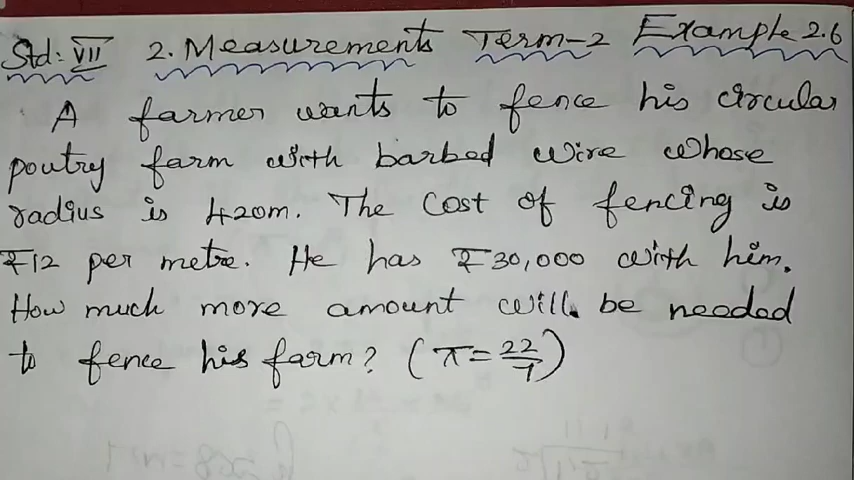 Std: VII 2. Measurements Term-2 Example 2.6
A farmer wants to fence his circular
poutry farm with barbed wire whose
radius is 420m. The cost of fencing is
₹12 per metre. He has ₹30,000 with him.
How much more amount will be needed
to fence his farm? (π=22/7)